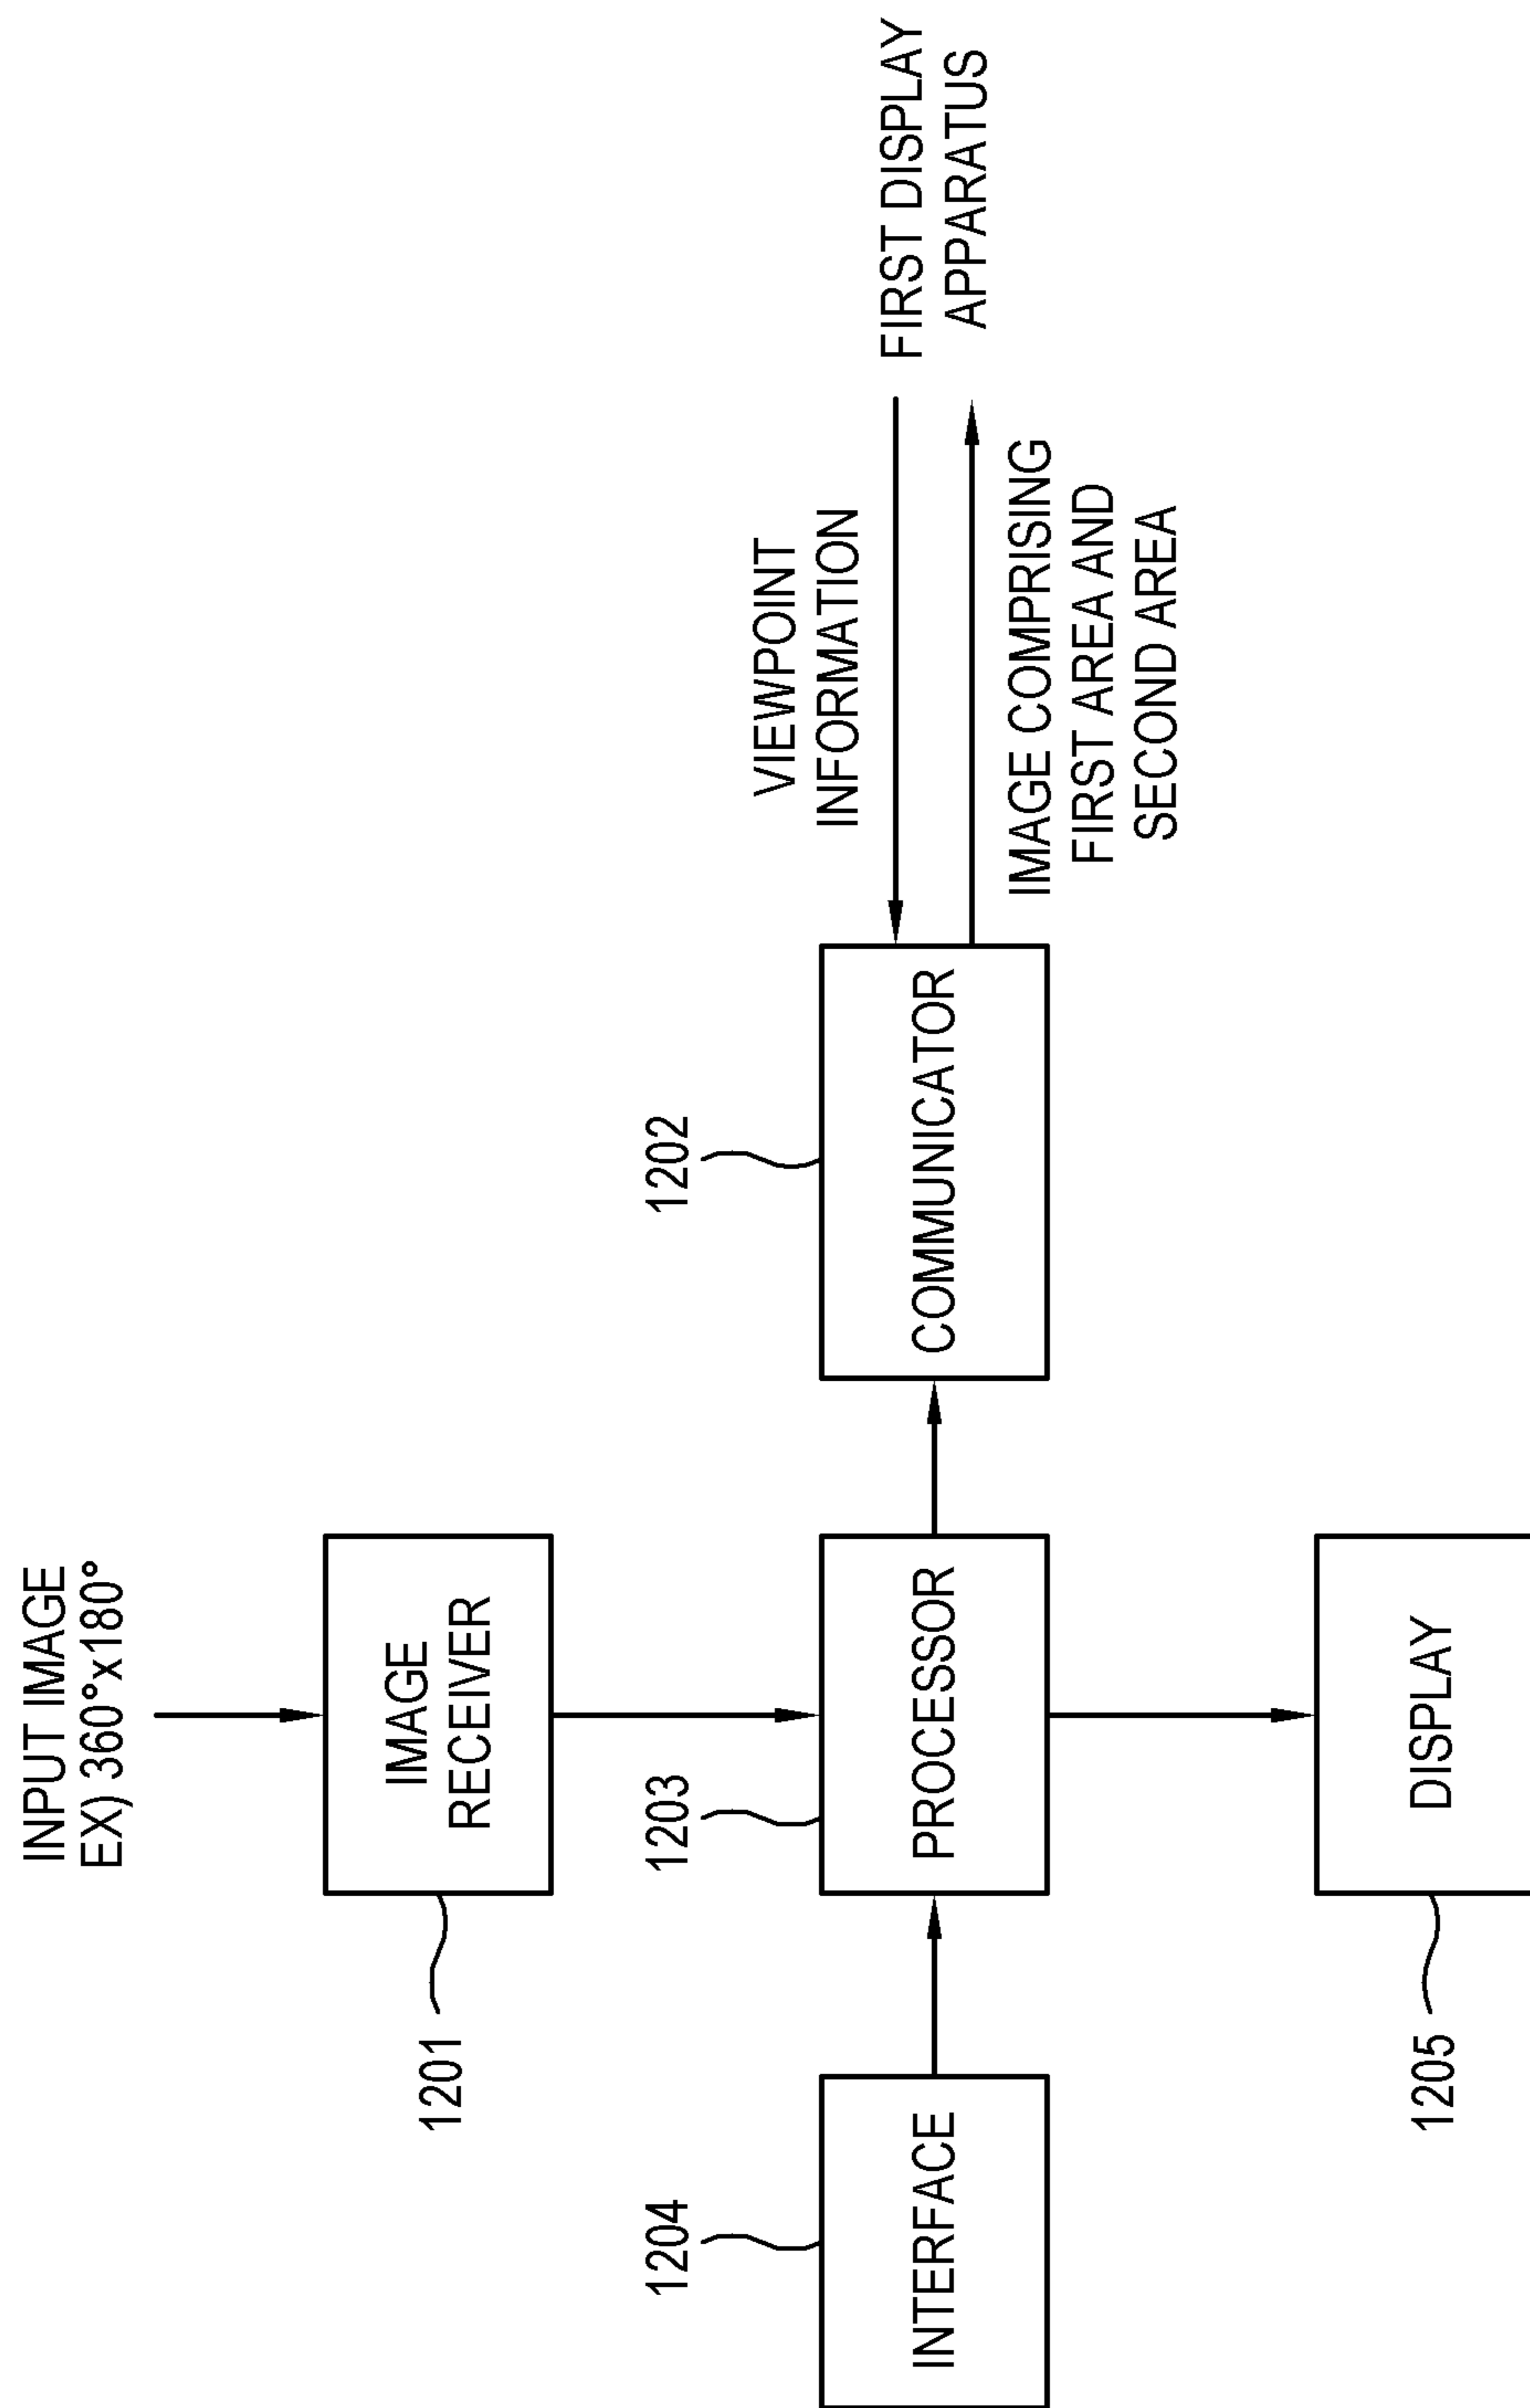 INPUT IMAGE
EX) 360°x180°
1201
IMAGE
RECEIVER
1204
1203
1202
VIEWPOINT
INFORMATION
FIRST DISPLAY
APPARATUS
INTERFACE
PROCESSOR
COMMUNICATOR
IMAGE COMPRISING
FIRST AREA AND
SECOND AREA
1205
DISPLAY